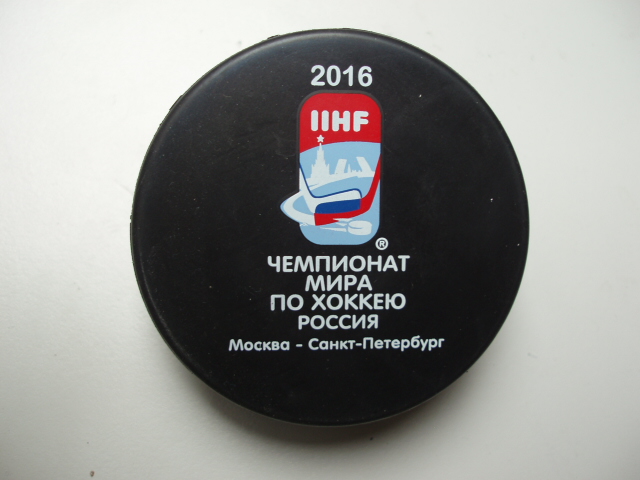 2016
IIHF
®
ЧЕМПИОНАТ
МИРА
ПО ХОККЕЮ
РОССИЯ
Москва - Санкт-Петербург